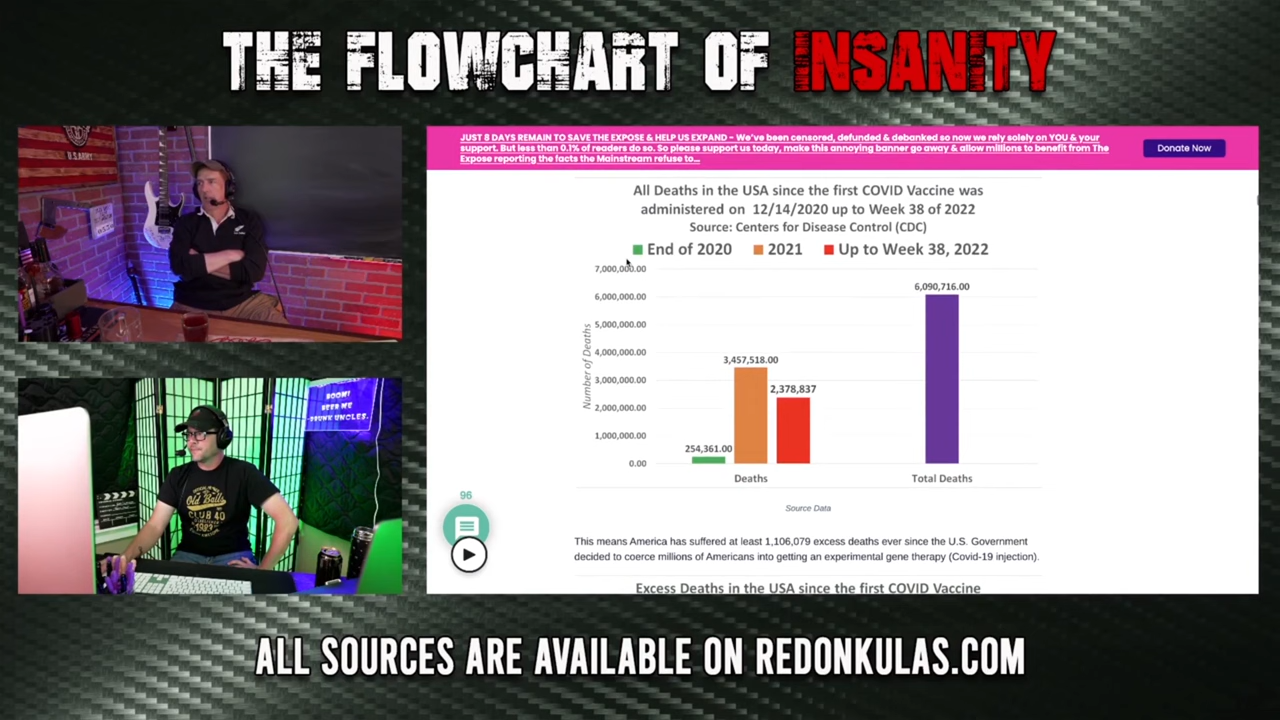 THE FLOWCHART OF INSANITY
U.S. ARMY
BOOM!
BEER ME
DRUNK UNCLES.
Old Balls
CLUB 40
JUST 8 DAYS REMAIN TO SAVE THE EXPOSE & HELP US EXPAND - We've been censored, defunded & debanked so now we rely solely on YOU & your
support. But less than 0.1% of readers do so. So please support us today, make this annoying banner go away & allow millions to benefit from The
Expose reporting the facts the Mainstream refuse to...
Donate Now
All Deaths in the USA since the first COVID Vaccine was
administered on 12/14/2020 up to Week 38 of 2022
Source: Centers for Disease Control (CDC)
End of 2020 2021 Up to Week 38, 2022
Number of Deaths
7,000,000.00
6,000,000.00
5,000,000.00
4,000,000.00
3,000,000.00
2,000,000.00
1,000,000.00
0.00
254,361.00
3,457,518.00
2,378,837
6,090,716.00
Deaths
Total Deaths
Source Data
96
This means America has suffered at least 1,106,079 excess deaths ever since the U.S. Government
decided to coerce millions of Americans into getting an experimental gene therapy (Covid-19 injection).
Excess Deaths in the USA since the first COVID Vaccine
ALL SOURCES ARE AVAILABLE ON REDONKULAS.COM